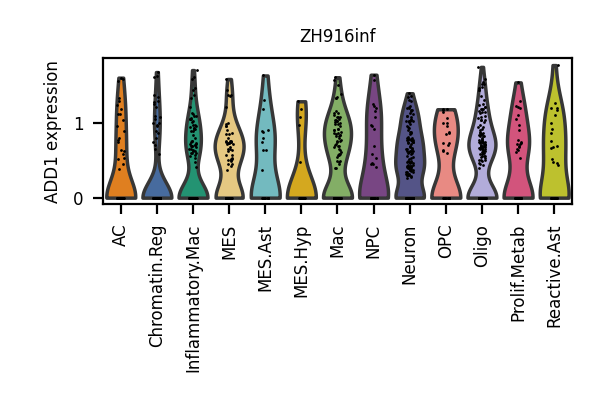 ZH916inf
ADD1 expression
1
0
AC
Chromatin.Reg
Inflammatory.Mac
MES
MES.Ast
MES.Hyp
Mac
NPC
Neuron
OPC
Oligo
Prolif.Metab
Reactive.Ast